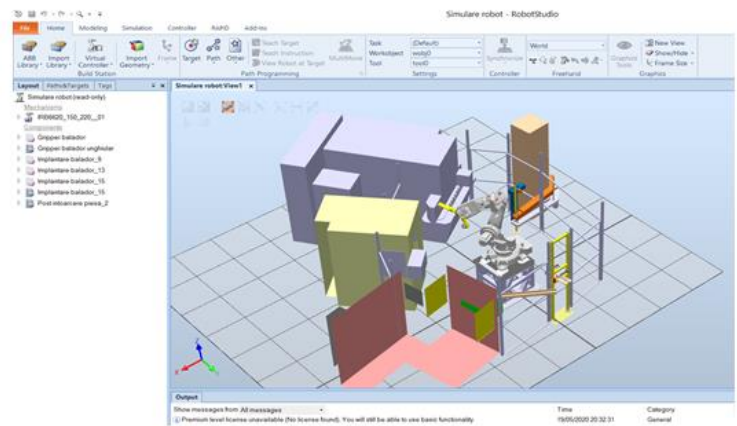 Simulare robot - RobotStudio
File Home Modeling Simulation Controller RAPID Add-Ins
ABB Library Import Library Virtual Controller Import Geometry Frame Target Path Other
Teach Target
Teach Instruction
View Robot at Target
MultiMove
Task (Default)
Workobject wobj0
Tool tool0
Synchronize
World
Graphics Tools
New View
Show/Hide
Frame Size
Build Station Path Programming Settings Controller Freehand Graphics
Layout Paths&Targets Tags
Simulare robot:View1
Simulare robot (read-only)
Mechanisms
IRB6620_150_220__01
Components
Gripper balador
Gripper balador unghiular
Implantare balador_9
Implantare balador_13
Implantare balador_15
Implantare balador_15
Post intoarcere piesa_2
Output
Show messages from: All messages Time Category
Premium level license unavailable (No license found). You will still be able to use basic functionality. 19/05/2020 20:32:31 General